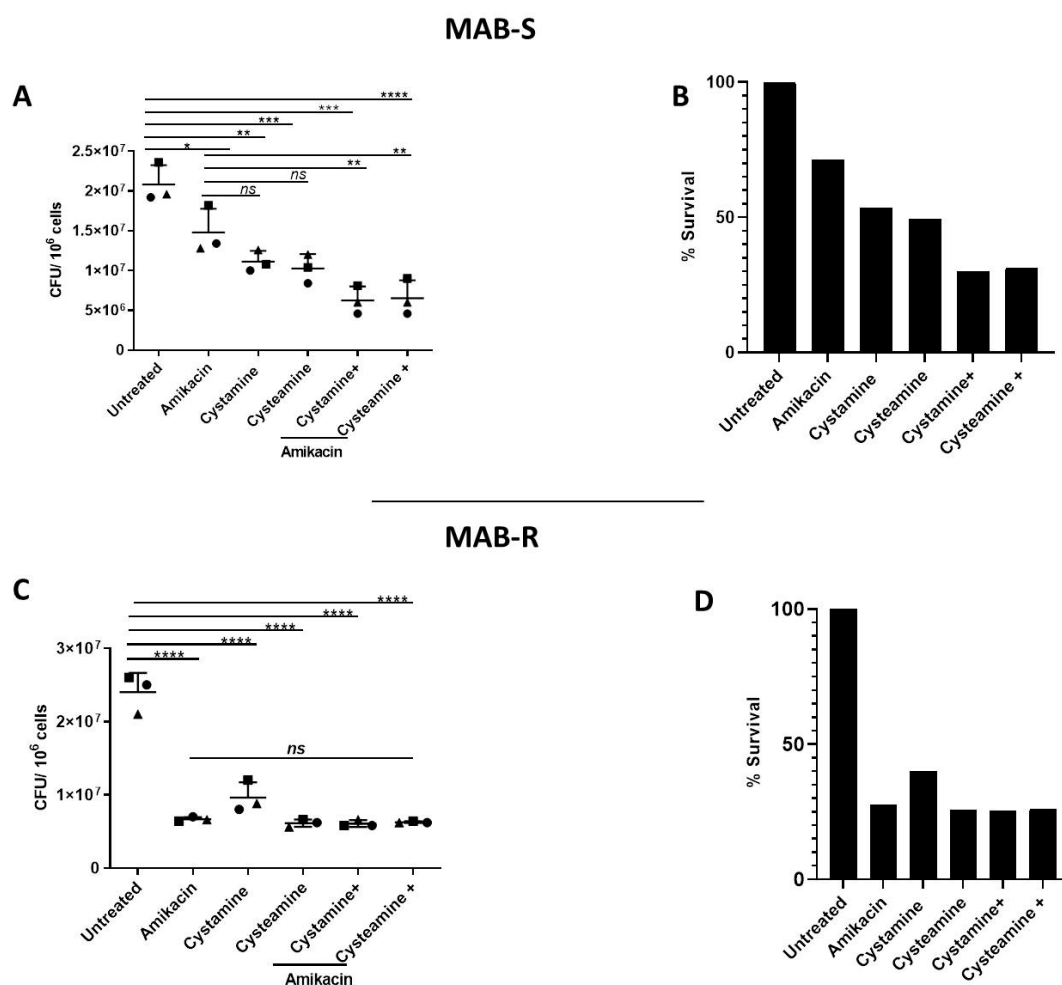 MAB-S
A
****
***
***
**
*
**
**
ns
ns
2.5×10⁷
2.0×10⁷
1.5×10⁷
1.0×10⁷
5.0×10⁶
0
CFU/ 10⁶ cells
Untreated
Amikacin
Cystamine
Cysteamine
Cystamine+
Cysteamine +
Amikacin
B
100
50
0
% Survival
Untreated
Amikacin
Cystamine
Cysteamine
Cystamine+
Cysteamine +
MAB-R
C
****
****
****
****
****
ns
3×10⁷
2×10⁷
1×10⁷
0
CFU/ 10⁶ cells
Untreated
Amikacin
Cystamine
Cysteamine
Cystamine+
Cysteamine +
Amikacin
D
100
50
0
% Survival
Untreated
Amikacin
Cystamine
Cysteamine
Cystamine+
Cysteamine +